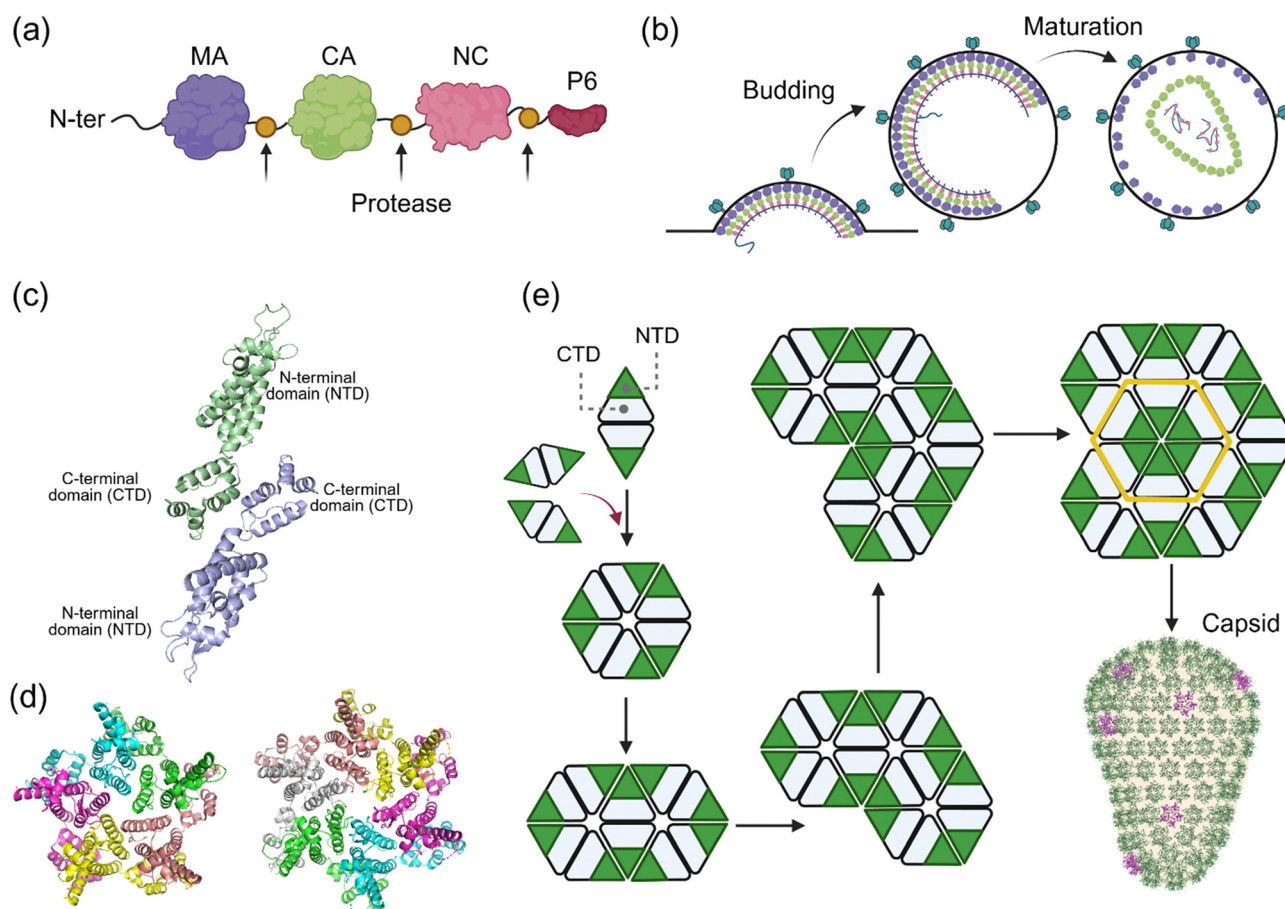 (a)
MA
CA
NC
P6
N-ter
Protease
(b)
Budding
Maturation
(c)
N-terminal
domain (NTD)
C-terminal
domain (CTD)
C-terminal
domain (CTD)
N-terminal
domain (NTD)
(d)
(e)
CTD
NTD
Capsid